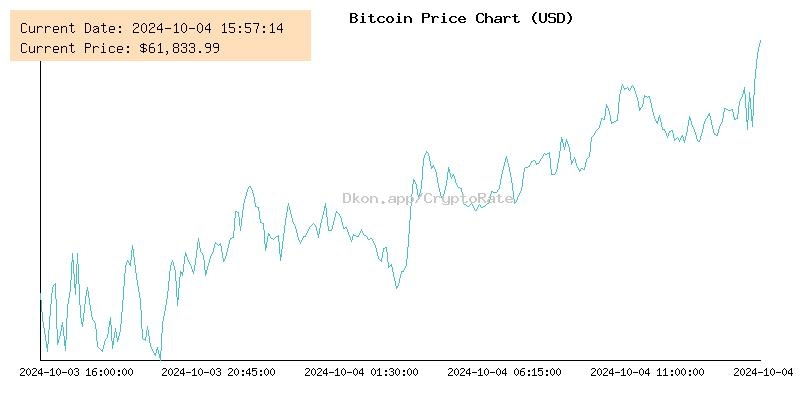 Bitcoin Price Chart (USD)
Current Date: 2024-10-04 15:57:14
Current Price: $61,833.99
Dkon.app/CryptoRate
2024-10-03 16:00:00 2024-10-03 20:45:00 2024-10-04 01:30:00 2024-10-04 06:15:00 2024-10-04 11:00:00 2024-10-04